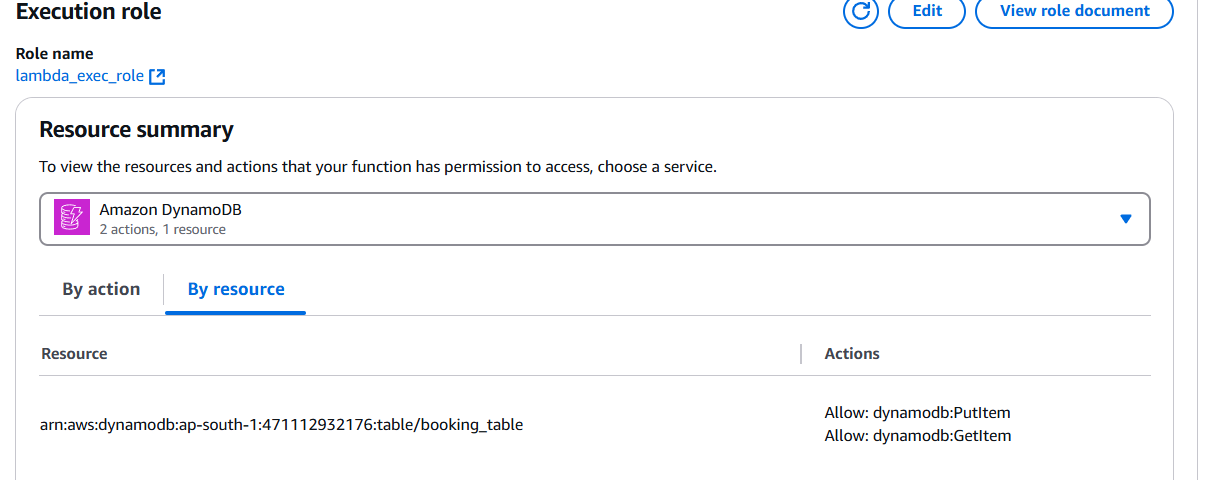 Execution role
Edit
View role document
Role name
lambda_exec_role
Resource summary
To view the resources and actions that your function has permission to access, choose a service.
Amazon DynamoDB
2 actions, 1 resource
By action
By resource
Resource
Actions
arn:aws:dynamodb:ap-south-1:471112932176:table/booking_table
Allow: dynamodb:PutItem
Allow: dynamodb:GetItem